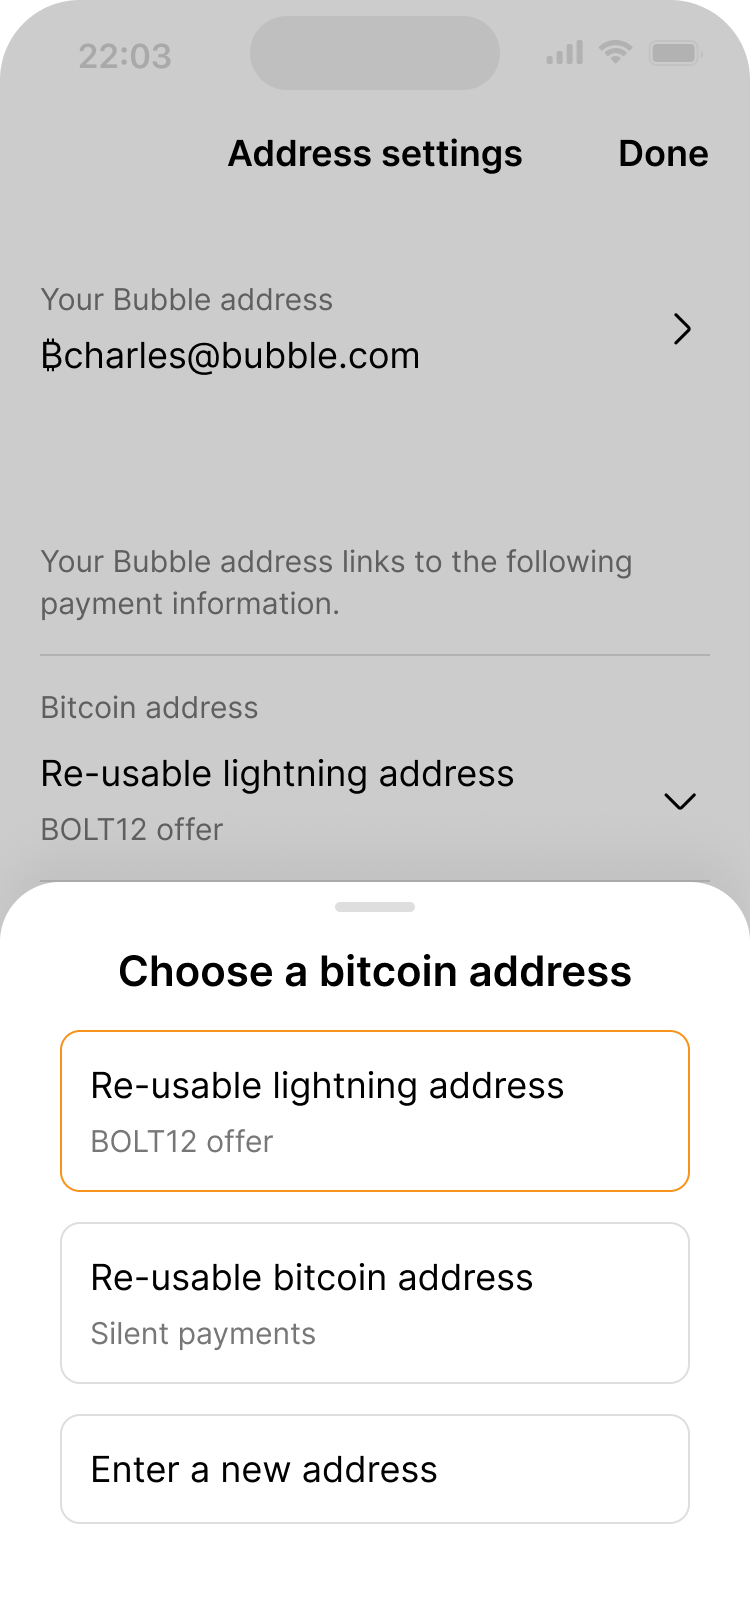 22:03
Address settings
Done
Your Bubble address
₿charles@bubble.com
Your Bubble address links to the following
payment information.
Bitcoin address
Re-usable lightning address
BOLT12 offer
Choose a bitcoin address
Re-usable lightning address
BOLT12 offer
Re-usable bitcoin address
Silent payments
Enter a new address